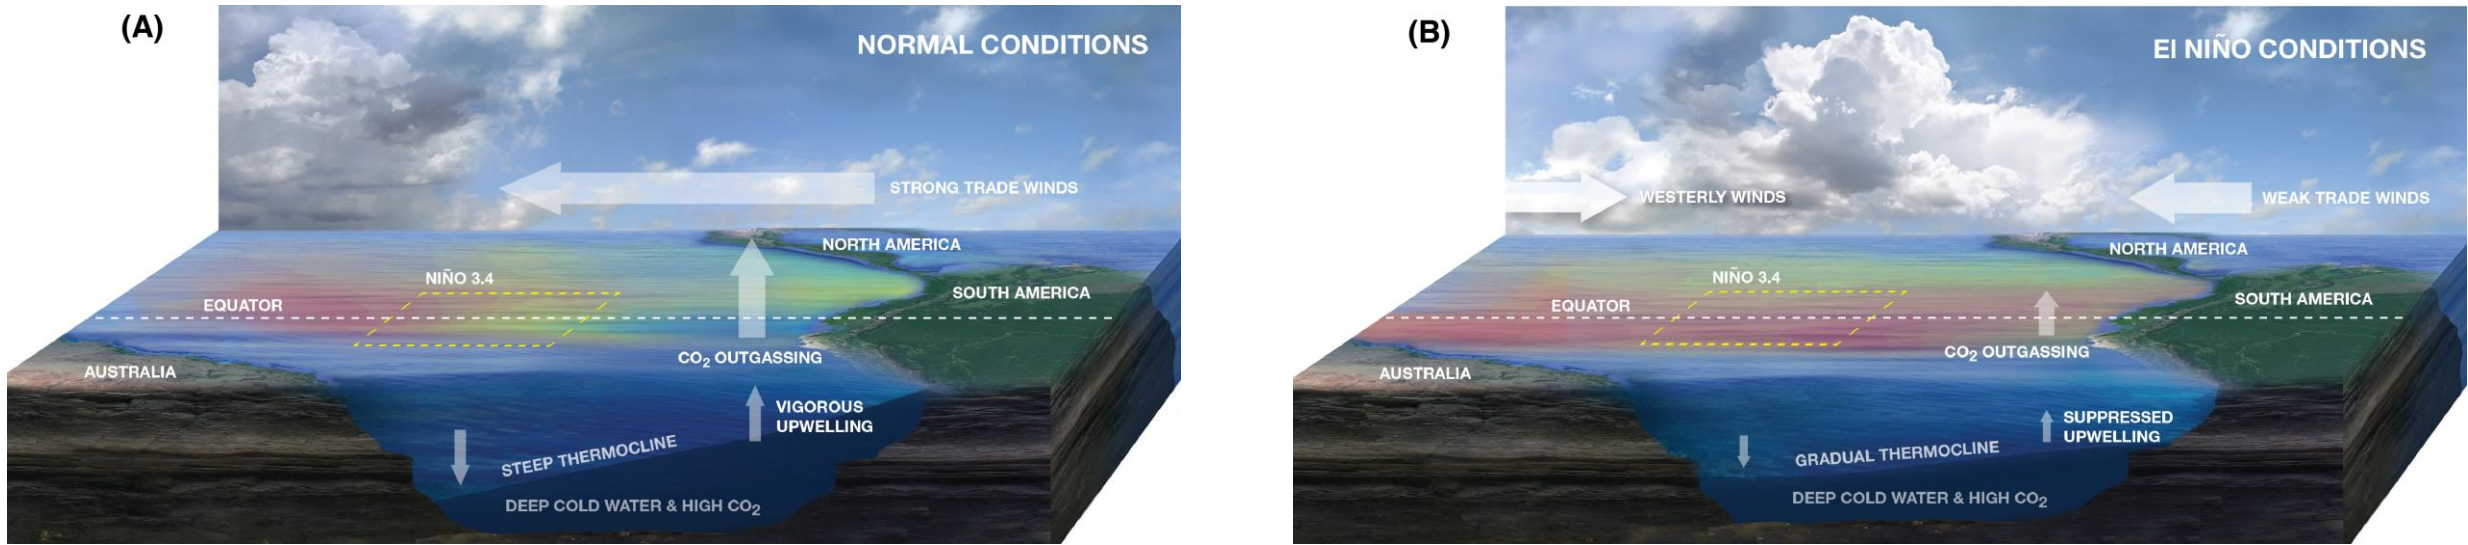 (A)
NORMAL CONDITIONS
STRONG TRADE WINDS
NORTH AMERICA
NIÑO 3.4
SOUTH AMERICA
EQUATOR
CO₂ OUTGASSING
AUSTRALIA
VIGOROUS
UPWELLING
STEEP THERMOCLINE
DEEP COLD WATER & HIGH CO₂
(B)
El NIÑO CONDITIONS
WESTERLY WINDS
WEAK TRADE WINDS
NORTH AMERICA
NIÑO 3.4
SOUTH AMERICA
EQUATOR
CO₂ OUTGASSING
AUSTRALIA
SUPPRESSED
UPWELLING
GRADUAL THERMOCLINE
DEEP COLD WATER & HIGH CO₂